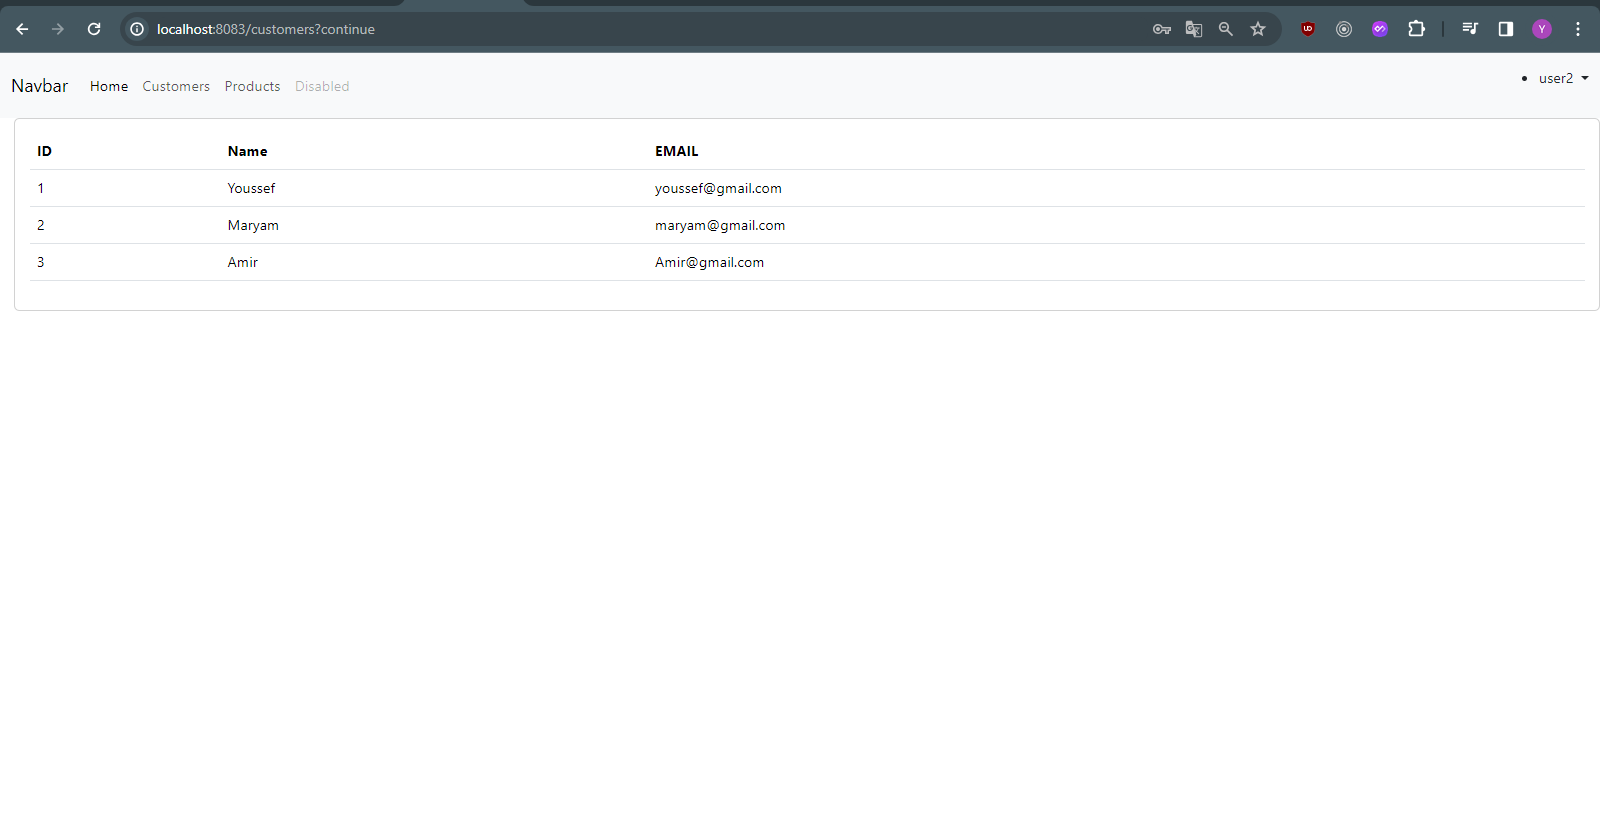 localhost:8083/customers?continue
Y
Navbar Home Customers Products Disabled
• user2
ID Name EMAIL
1 Youssef youssef@gmail.com
2 Maryam maryam@gmail.com
3 Amir Amir@gmail.com